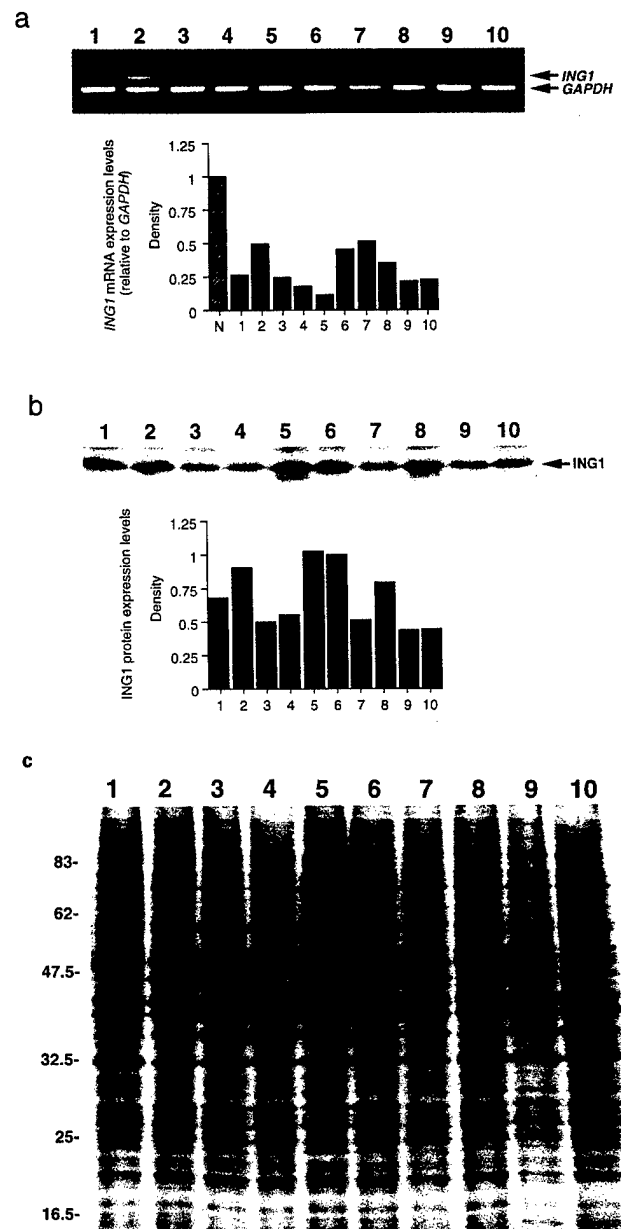 a
1 2 3 4 5 6 7 8 9 10
ING1
GAPDH
ING1 mRNA expression levels
(relative to GAPDH)
Density
1.25
1
0.75
0.5
0.25
0
N 1 2 3 4 5 6 7 8 9 10
b
1 2 3 4 5 6 7 8 9 10
ING1
ING1 protein expression levels
Density
1.25
1
0.75
0.5
0.25
0
1 2 3 4 5 6 7 8 9 10
c
1 2 3 4 5 6 7 8 9 10
83-
62-
47.5-
32.5-
25-
16.5-